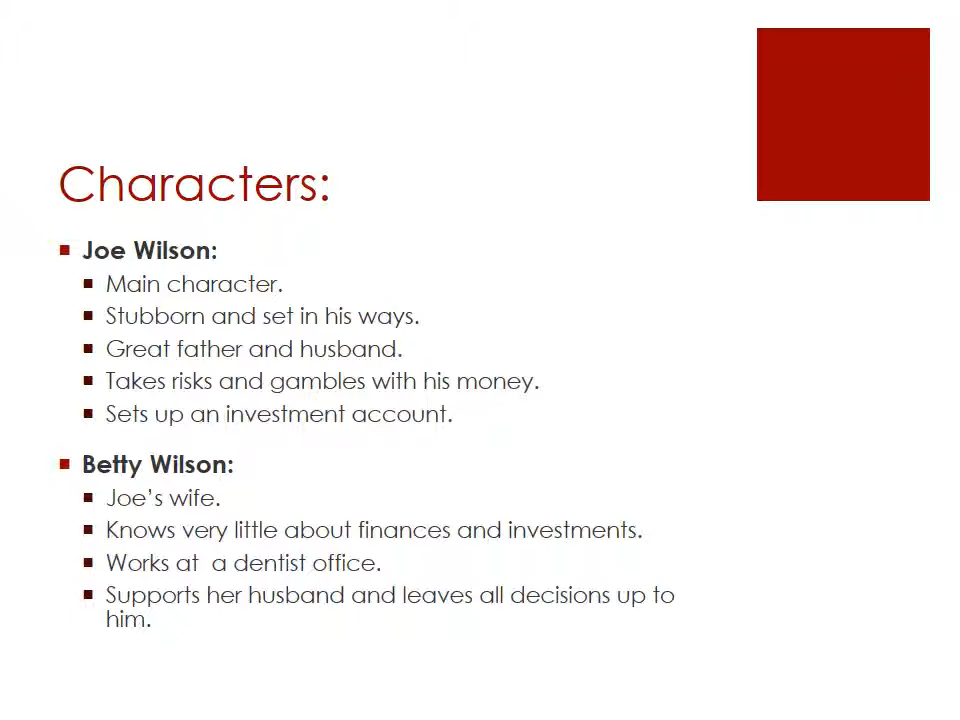 Characters:
Joe Wilson:
Main character.
Stubborn and set in his ways.
Great father and husband.
Takes risks and gambles with his money.
Sets up an investment account.
Betty Wilson:
Joe’s wife.
Knows very little about finances and investments.
Works at  a dentist office.
Supports her husband and leaves all decisions up to
him.